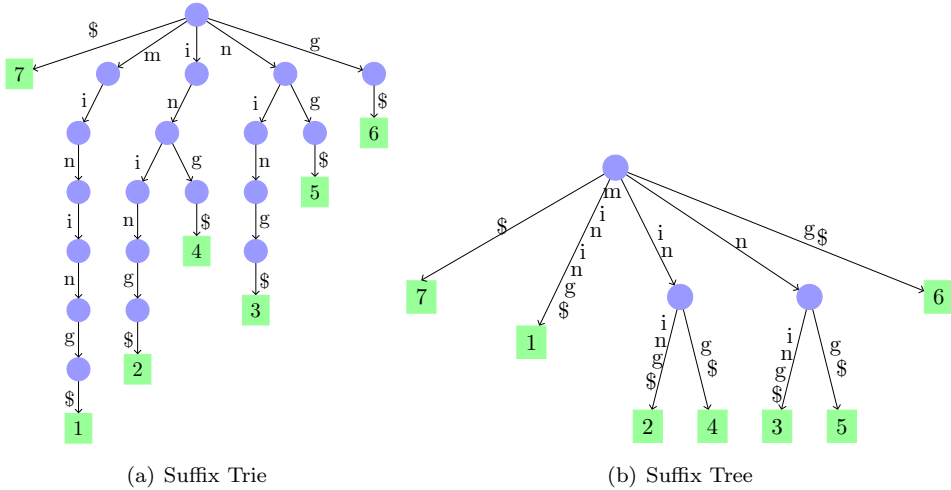 $ m i n g
7
i n i g $
n i g n $ 6
i n $ g 5
n g 4 $
g $ 3
$ 2
1
m
$ i i n g$
n n
i
n
g
$
7 6
1
i i
n g n g
g $ g $
$ $
2 4 3 5
(a) Suffix Trie (b) Suffix Tree